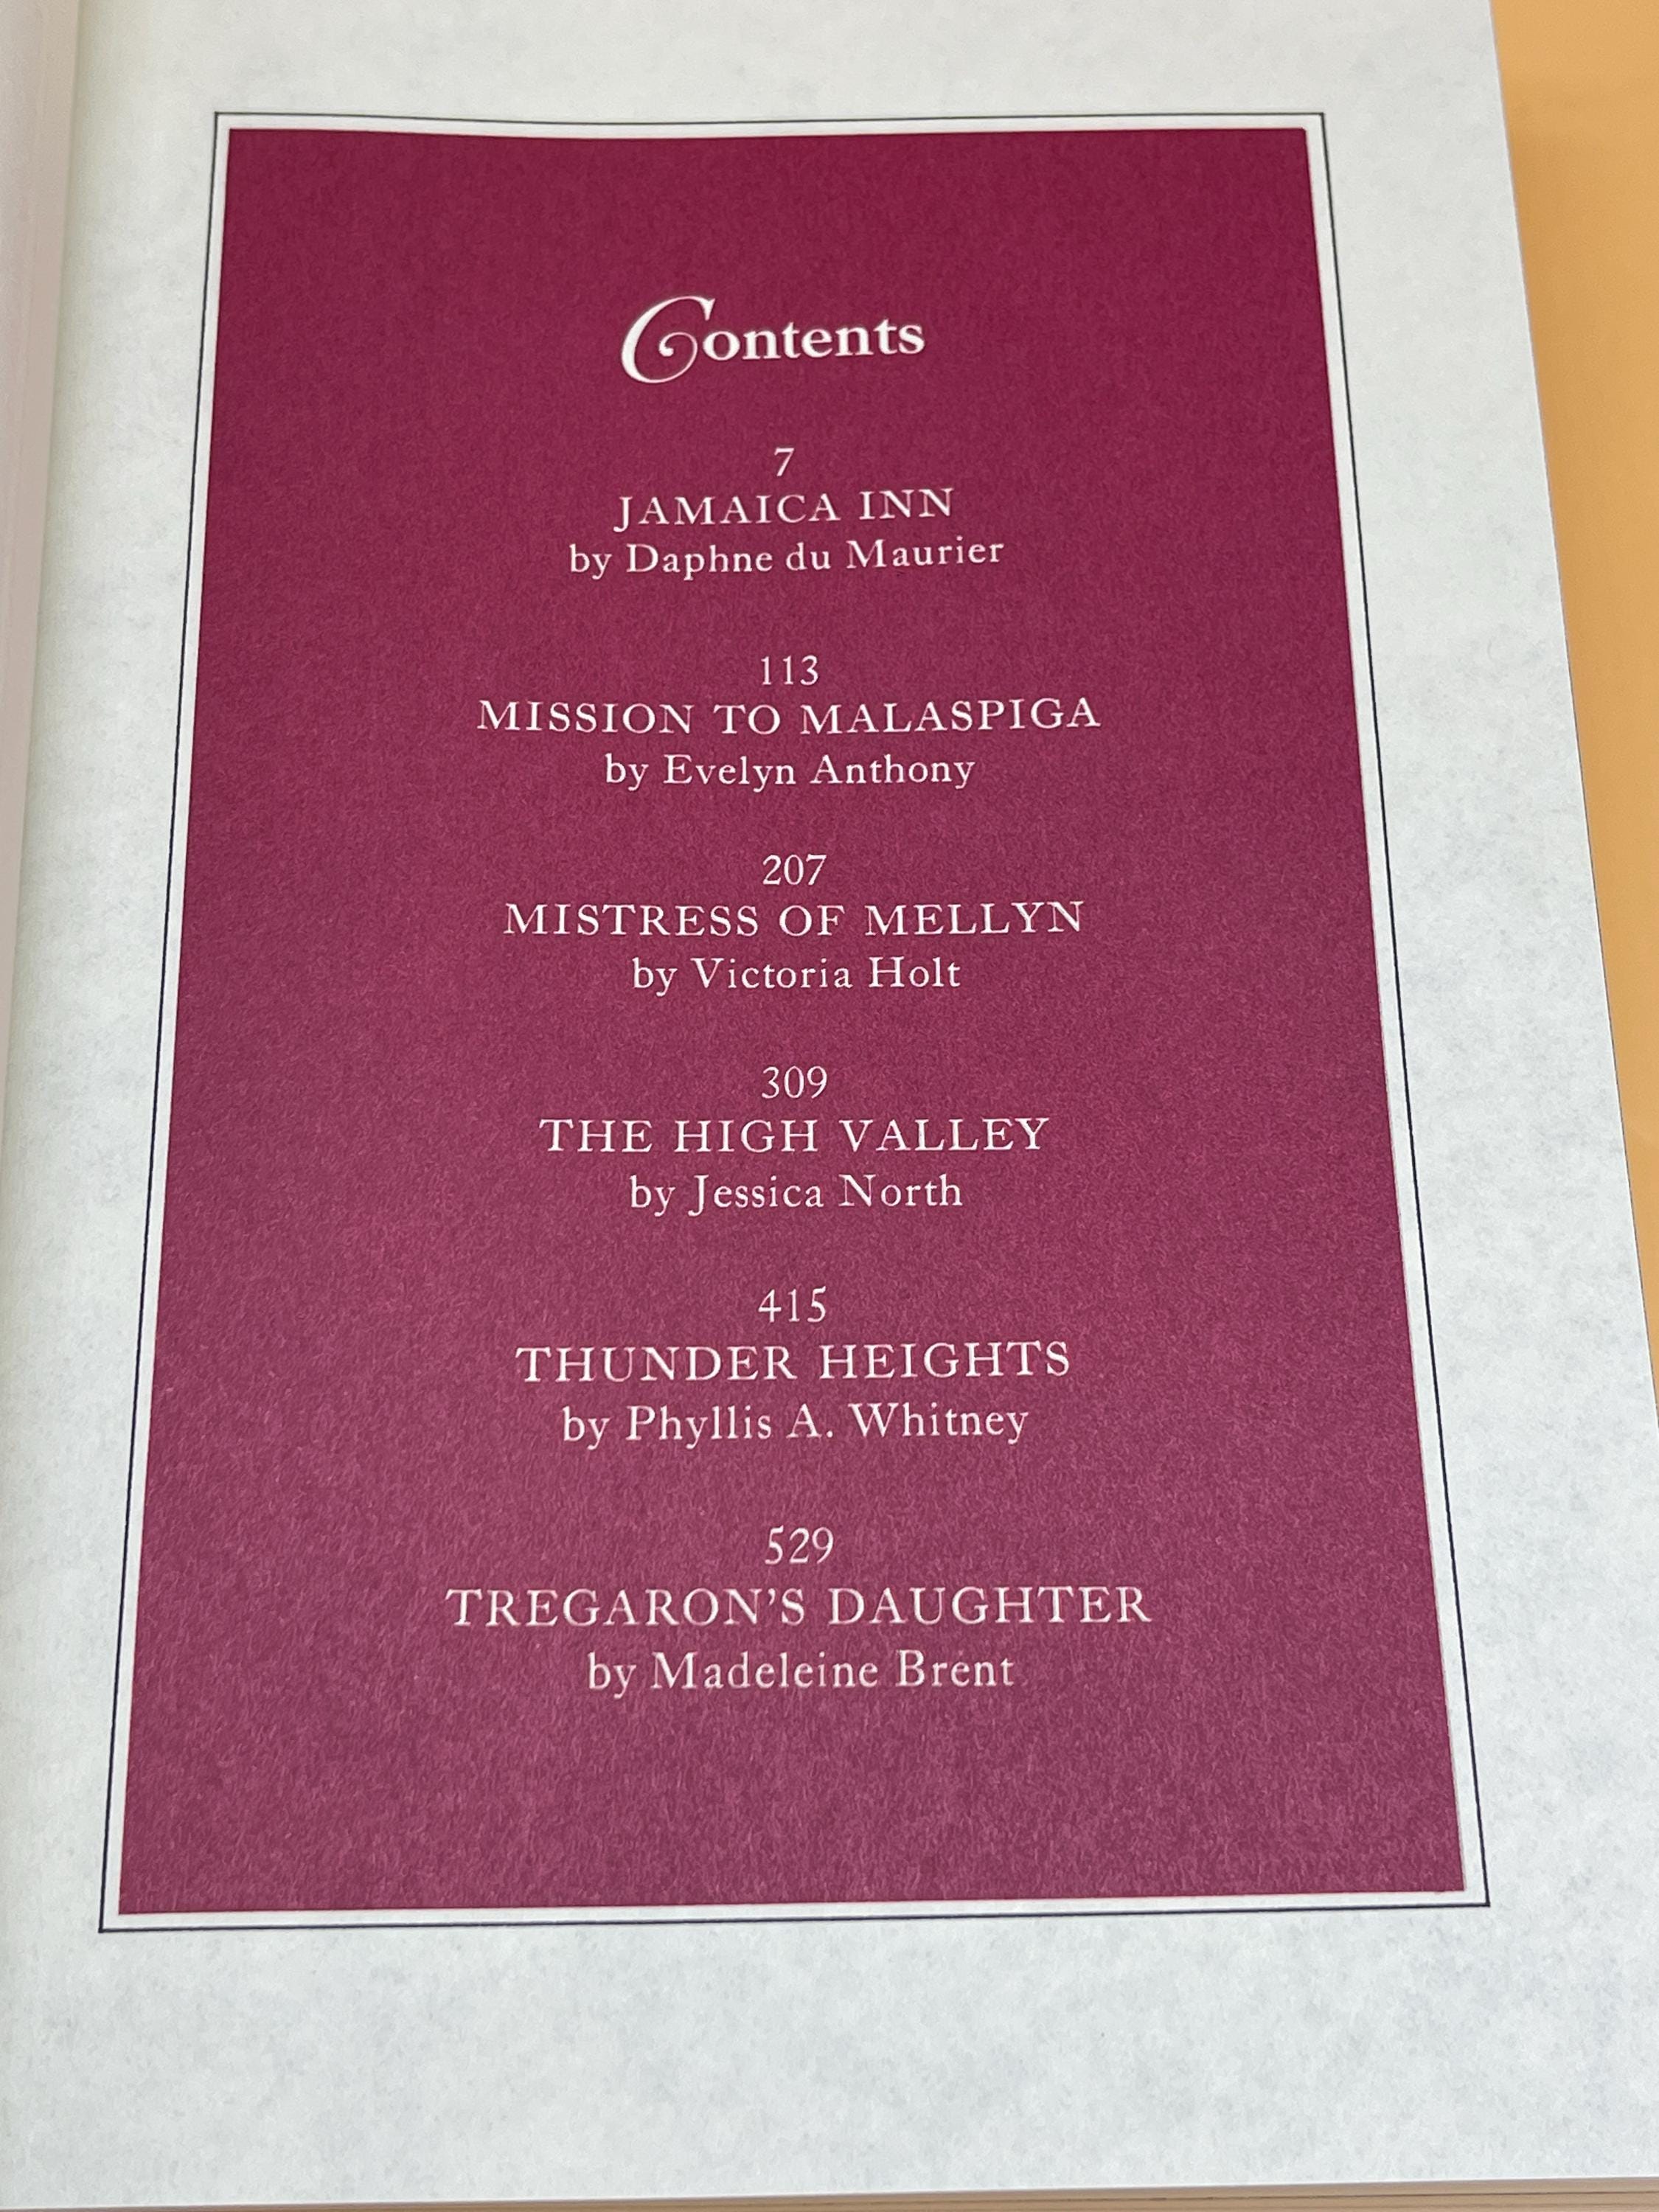 Contents
7
JAMAICA INN
by Daphne du Maurier
113
MISSION TO MALASPIGA
by Evelyn Anthony
207
MISTRESS OF MELLYN
by Victoria Holt
309
THE HIGH VALLEY
by Jessica North
415
THUNDER HEIGHTS
by Phyllis A. Whitney
529
TREGARON'S DAUGHTER
by Madeleine Brent